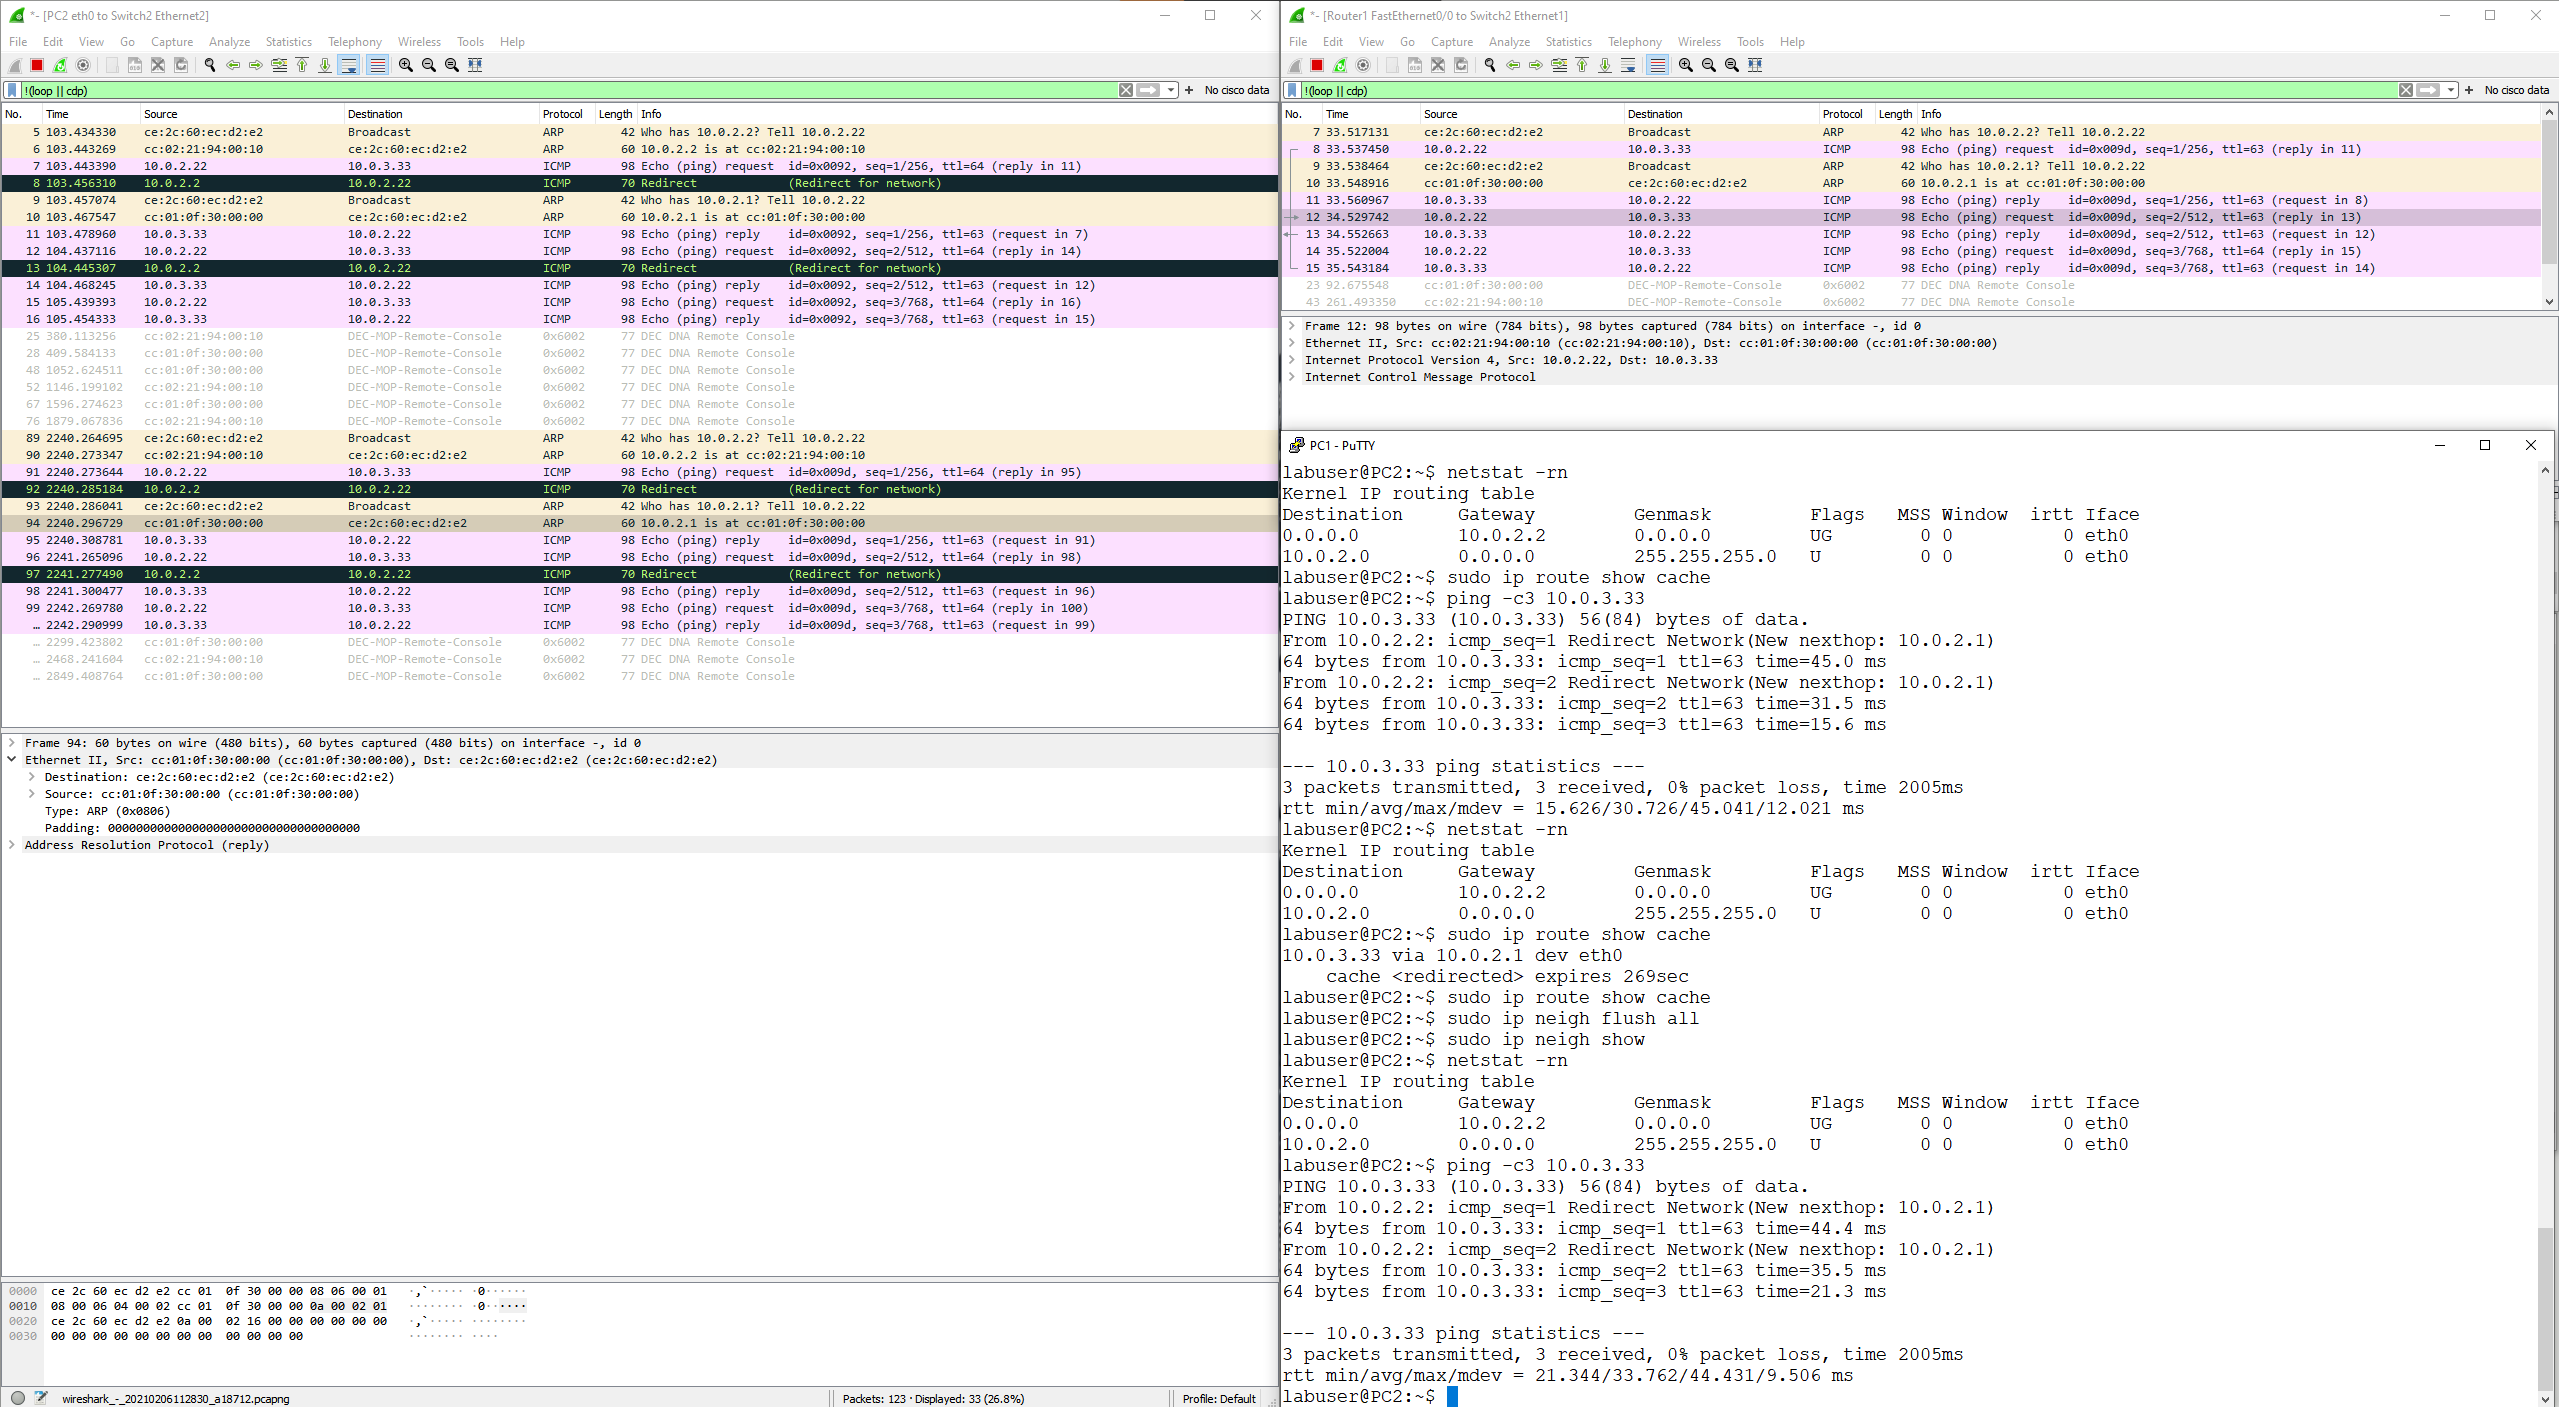 *- [PC2 eth0 to Switch2 Ethernet2]
File Edit View Go Capture Analyze Statistics Telephony Wireless Tools Help
!(loop || cdp)
No cisco data
No. Time Source Destination Protocol Length Info
5 103.434330 ce:2c:60:ec:d2:e2 Broadcast ARP 42 Who has 10.0.2.2? Tell 10.0.2.22
6 103.443269 cc:02:21:94:00:10 ce:2c:60:ec:d2:e2 ARP 60 10.0.2.2 is at cc:02:21:94:00:10
7 103.443390 10.0.2.22 10.0.3.33 ICMP 98 Echo (ping) request id=0x0092, seq=1/256, ttl=64 (reply in 11)
8 103.456310 10.0.2.2 10.0.2.22 ICMP 70 Redirect (Redirect for network)
9 103.457074 ce:2c:60:ec:d2:e2 Broadcast ARP 42 Who has 10.0.2.1? Tell 10.0.2.22
10 103.467547 cc:01:0f:30:00:00 ce:2c:60:ec:d2:e2 ARP 60 10.0.2.1 is at cc:01:0f:30:00:00
11 103.478960 10.0.3.33 10.0.2.22 ICMP 98 Echo (ping) reply id=0x0092, seq=1/256, ttl=63 (request in 7)
12 104.437116 10.0.2.22 10.0.3.33 ICMP 98 Echo (ping) request id=0x0092, seq=2/512, ttl=64 (reply in 14)
13 104.445307 10.0.2.2 10.0.2.22 ICMP 70 Redirect (Redirect for network)
14 104.468245 10.0.3.33 10.0.2.22 ICMP 98 Echo (ping) reply id=0x0092, seq=2/512, ttl=63 (request in 12)
15 105.439393 10.0.2.22 10.0.3.33 ICMP 98 Echo (ping) request id=0x0092, seq=3/768, ttl=64 (reply in 16)
16 105.454333 10.0.3.33 10.0.2.22 ICMP 98 Echo (ping) reply id=0x0092, seq=3/768, ttl=63 (request in 15)
25 380.113256 cc:02:21:94:00:10 DEC-MOP-Remote-Console 0x6002 77 DEC DNA Remote Console
28 409.584133 cc:01:0f:30:00:00 DEC-MOP-Remote-Console 0x6002 77 DEC DNA Remote Console
48 1052.624511 cc:01:0f:30:00:00 DEC-MOP-Remote-Console 0x6002 77 DEC DNA Remote Console
52 1146.199102 cc:02:21:94:00:10 DEC-MOP-Remote-Console 0x6002 77 DEC DNA Remote Console
67 1596.274623 cc:01:0f:30:00:00 DEC-MOP-Remote-Console 0x6002 77 DEC DNA Remote Console
76 1879.067836 cc:02:21:94:00:10 DEC-MOP-Remote-Console 0x6002 77 DEC DNA Remote Console
89 2240.264695 ce:2c:60:ec:d2:e2 Broadcast ARP 42 Who has 10.0.2.2? Tell 10.0.2.22
90 2240.273347 cc:02:21:94:00:10 ce:2c:60:ec:d2:e2 ARP 60 10.0.2.2 is at cc:02:21:94:00:10
91 2240.273644 10.0.2.22 10.0.3.33 ICMP 98 Echo (ping) request id=0x009d, seq=1/256, ttl=64 (reply in 95)
92 2240.285184 10.0.2.2 10.0.2.22 ICMP 70 Redirect (Redirect for network)
93 2240.286041 ce:2c:60:ec:d2:e2 Broadcast ARP 42 Who has 10.0.2.1? Tell 10.0.2.22
94 2240.296729 cc:01:0f:30:00:00 ce:2c:60:ec:d2:e2 ARP 60 10.0.2.1 is at cc:01:0f:30:00:00
95 2240.308781 10.0.3.33 10.0.2.22 ICMP 98 Echo (ping) reply id=0x009d, seq=1/256, ttl=63 (request in 91)
96 2241.265096 10.0.2.22 10.0.3.33 ICMP 98 Echo (ping) request id=0x009d, seq=2/512, ttl=64 (reply in 98)
97 2241.277490 10.0.2.2 10.0.2.22 ICMP 70 Redirect (Redirect for network)
98 2241.300477 10.0.3.33 10.0.2.22 ICMP 98 Echo (ping) reply id=0x009d, seq=2/512, ttl=63 (request in 96)
99 2242.269780 10.0.2.22 10.0.3.33 ICMP 98 Echo (ping) request id=0x009d, seq=3/768, ttl=64 (reply in 100)
… 2242.290999 10.0.3.33 10.0.2.22 ICMP 98 Echo (ping) reply id=0x009d, seq=3/768, ttl=63 (request in 99)
… 2299.423802 cc:01:0f:30:00:00 DEC-MOP-Remote-Console 0x6002 77 DEC DNA Remote Console
… 2468.241604 cc:02:21:94:00:10 DEC-MOP-Remote-Console 0x6002 77 DEC DNA Remote Console
… 2849.408764 cc:01:0f:30:00:00 DEC-MOP-Remote-Console 0x6002 77 DEC DNA Remote Console
Frame 94: 60 bytes on wire (480 bits), 60 bytes captured (480 bits) on interface -, id 0
Ethernet II, Src: cc:01:0f:30:00:00 (cc:01:0f:30:00:00), Dst: ce:2c:60:ec:d2:e2 (ce:2c:60:ec:d2:e2)
Destination: ce:2c:60:ec:d2:e2 (ce:2c:60:ec:d2:e2)
Source: cc:01:0f:30:00:00 (cc:01:0f:30:00:00)
Type: ARP (0x0806)
Padding: 000000000000000000000000000000000000
Address Resolution Protocol (reply)
0000 ce 2c 60 ec d2 e2 cc 01 0f 30 00 00 08 06 00 01 ·,`····· ·0······
0010 08 00 06 04 00 02 cc 01 0f 30 00 00 0a 00 02 01 ········ ·0······
0020 ce 2c 60 ec d2 e2 0a 00 02 16 00 00 00 00 00 00 ·,`····· ········
0030 00 00 00 00 00 00 00 00 00 00 00 00 ········ ····
wireshark_-_20210206112830_a18712.pcapng
Packets: 123 · Displayed: 33 (26.8%)
Profile: Default
*- [Router1 FastEthernet0/0 to Switch2 Ethernet1]
File Edit View Go Capture Analyze Statistics Telephony Wireless Tools Help
!(loop || cdp)
No cisco data
No. Time Source Destination Protocol Length Info
7 33.517131 ce:2c:60:ec:d2:e2 Broadcast ARP 42 Who has 10.0.2.2? Tell 10.0.2.22
8 33.537450 10.0.2.22 10.0.3.33 ICMP 98 Echo (ping) request id=0x009d, seq=1/256, ttl=63 (reply in 11)
9 33.538464 ce:2c:60:ec:d2:e2 Broadcast ARP 42 Who has 10.0.2.1? Tell 10.0.2.22
10 33.548916 cc:01:0f:30:00:00 ce:2c:60:ec:d2:e2 ARP 60 10.0.2.1 is at cc:01:0f:30:00:00
11 33.560967 10.0.3.33 10.0.2.22 ICMP 98 Echo (ping) reply id=0x009d, seq=1/256, ttl=63 (request in 8)
12 34.529742 10.0.2.22 10.0.3.33 ICMP 98 Echo (ping) request id=0x009d, seq=2/512, ttl=63 (reply in 13)
13 34.552663 10.0.3.33 10.0.2.22 ICMP 98 Echo (ping) reply id=0x009d, seq=2/512, ttl=63 (request in 12)
14 35.522004 10.0.2.22 10.0.3.33 ICMP 98 Echo (ping) request id=0x009d, seq=3/768, ttl=64 (reply in 15)
15 35.543184 10.0.3.33 10.0.2.22 ICMP 98 Echo (ping) reply id=0x009d, seq=3/768, ttl=63 (request in 14)
23 92.675548 cc:01:0f:30:00:00 DEC-MOP-Remote-Console 0x6002 77 DEC DNA Remote Console
43 261.493350 cc:02:21:94:00:10 DEC-MOP-Remote-Console 0x6002 77 DEC DNA Remote Console
Frame 12: 98 bytes on wire (784 bits), 98 bytes captured (784 bits) on interface -, id 0
Ethernet II, Src: cc:02:21:94:00:10 (cc:02:21:94:00:10), Dst: cc:01:0f:30:00:00 (cc:01:0f:30:00:00)
Internet Protocol Version 4, Src: 10.0.2.22, Dst: 10.0.3.33
Internet Control Message Protocol
PC1 - PuTTY
labuser@PC2:~$ netstat -rn
Kernel IP routing table
Destination Gateway Genmask Flags MSS Window irtt Iface
0.0.0.0 10.0.2.2 0.0.0.0 UG 0 0 0 eth0
10.0.2.0 0.0.0.0 255.255.255.0 U 0 0 0 eth0
labuser@PC2:~$ sudo ip route show cache
labuser@PC2:~$ ping -c3 10.0.3.33
PING 10.0.3.33 (10.0.3.33) 56(84) bytes of data.
From 10.0.2.2: icmp_seq=1 Redirect Network(New nexthop: 10.0.2.1)
64 bytes from 10.0.3.33: icmp_seq=1 ttl=63 time=45.0 ms
From 10.0.2.2: icmp_seq=2 Redirect Network(New nexthop: 10.0.2.1)
64 bytes from 10.0.3.33: icmp_seq=2 ttl=63 time=31.5 ms
64 bytes from 10.0.3.33: icmp_seq=3 ttl=63 time=15.6 ms
--- 10.0.3.33 ping statistics ---
3 packets transmitted, 3 received, 0% packet loss, time 2005ms
rtt min/avg/max/mdev = 15.626/30.726/45.041/12.021 ms
labuser@PC2:~$ netstat -rn
Kernel IP routing table
Destination Gateway Genmask Flags MSS Window irtt Iface
0.0.0.0 10.0.2.2 0.0.0.0 UG 0 0 0 eth0
10.0.2.0 0.0.0.0 255.255.255.0 U 0 0 0 eth0
labuser@PC2:~$ sudo ip route show cache
10.0.3.33 via 10.0.2.1 dev eth0
cache <redirected> expires 269sec
labuser@PC2:~$ sudo ip route show cache
labuser@PC2:~$ sudo ip neigh flush all
labuser@PC2:~$ sudo ip neigh show
labuser@PC2:~$ netstat -rn
Kernel IP routing table
Destination Gateway Genmask Flags MSS Window irtt Iface
0.0.0.0 10.0.2.2 0.0.0.0 UG 0 0 0 eth0
10.0.2.0 0.0.0.0 255.255.255.0 U 0 0 0 eth0
labuser@PC2:~$ ping -c3 10.0.3.33
PING 10.0.3.33 (10.0.3.33) 56(84) bytes of data.
From 10.0.2.2: icmp_seq=1 Redirect Network(New nexthop: 10.0.2.1)
64 bytes from 10.0.3.33: icmp_seq=1 ttl=63 time=44.4 ms
From 10.0.2.2: icmp_seq=2 Redirect Network(New nexthop: 10.0.2.1)
64 bytes from 10.0.3.33: icmp_seq=2 ttl=63 time=35.5 ms
64 bytes from 10.0.3.33: icmp_seq=3 ttl=63 time=21.3 ms
--- 10.0.3.33 ping statistics ---
3 packets transmitted, 3 received, 0% packet loss, time 2005ms
rtt min/avg/max/mdev = 21.344/33.762/44.431/9.506 ms
labuser@PC2:~$